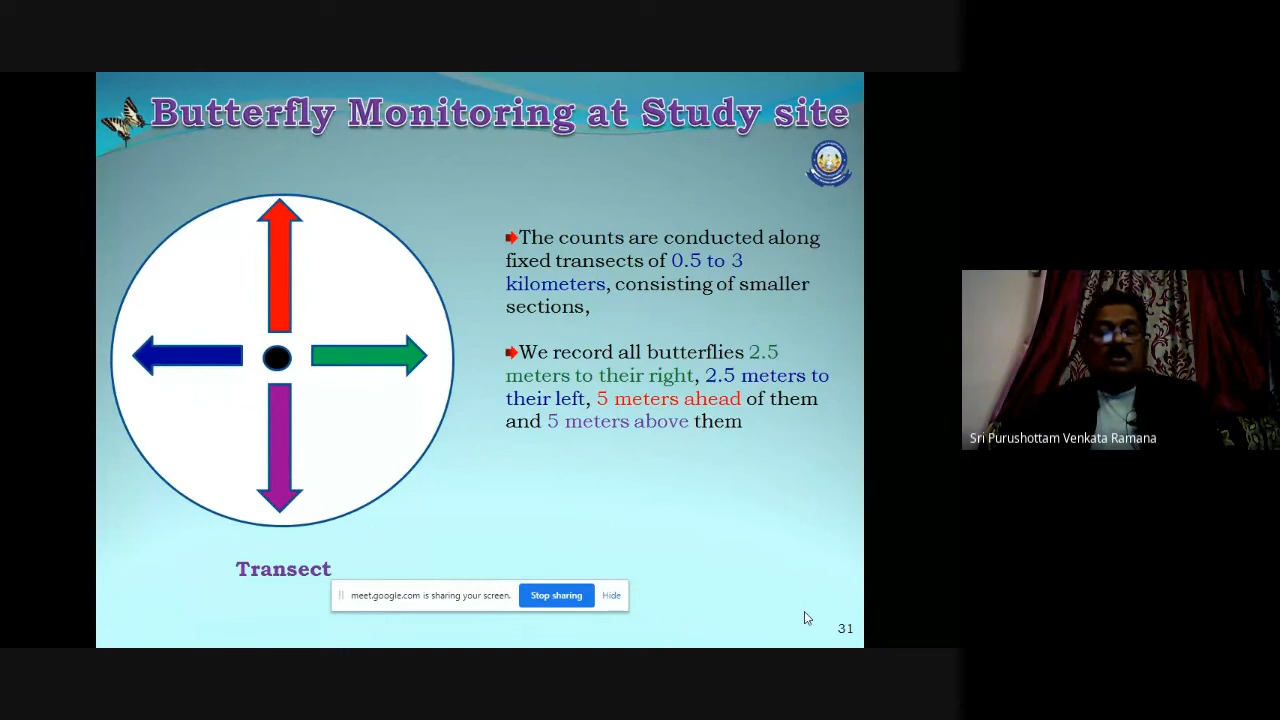 Butterfly Monitoring at Study site
The counts are conducted along
fixed transects of 0.5 to 3
kilometers, consisting of smaller
sections,
We record all butterflies 2.5
meters to their right, 2.5 meters to
their left, 5 meters ahead of them
and 5 meters above them
Transect
meet.google.com is sharing your screen.
Stop sharing
Hide
31
Sri Purushottam Venkata Ramana